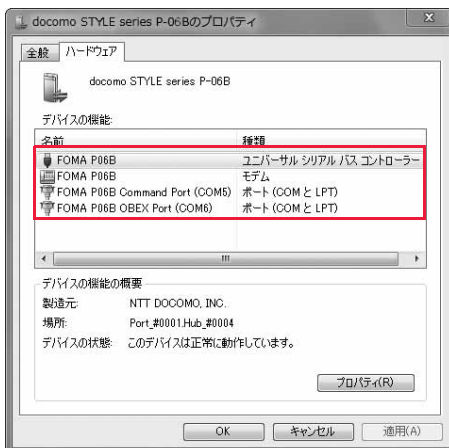 docomo STYLE series P-06Bのプロパティ
全般 ハードウェア
docomo STYLE series P-06B
デバイスの機能:
名前 種類
FOMA P06B ユニバーサル シリアル バス コントローラー
FOMA P06B モデム
FOMA P06B Command Port (COM5) ポート (COM と LPT)
FOMA P06B OBEX Port (COM6) ポート (COM と LPT)
デバイスの機能の概要
製造元: NTT DOCOMO, INC.
場所: Port_#0001.Hub_#0004
デバイスの状態: このデバイスは正常に動作しています。
プロパティ(R)
OK キャンセル 適用(A)